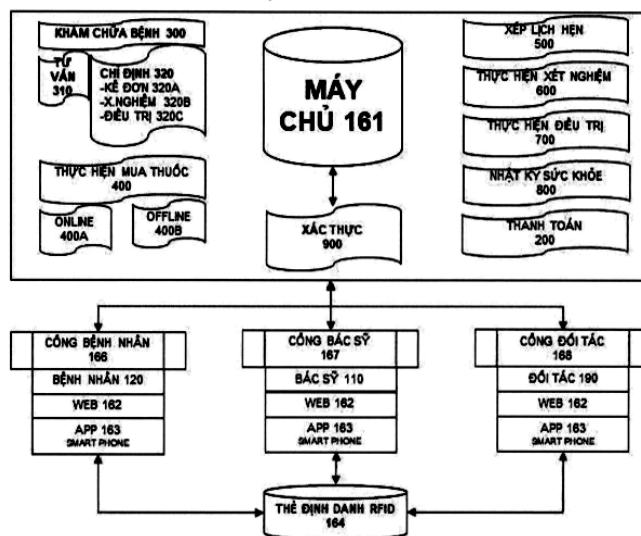 KHÁM CHỮA BỆNH 300
TƯ
VẤN
310
CHỈ ĐỊNH 320
-KÊ ĐƠN 320A
-X.NGHIỆM 320B
-ĐIỀU TRỊ 320C
THỰC HIỆN MUA THUỐC
400
ONLINE
400A
OFFLINE
400B
MÁY
CHỦ 161
XÁC THỰC
900
XẾP LỊCH HẸN
500
THỰC HIỆN XÉT NGHIỆM
600
THỰC HIỆN ĐIỀU TRỊ
700
NHẬT KÝ SỨC KHỎE
800
THANH TOÁN
200
CỔNG BỆNH NHÂN
166
BỆNH NHÂN 120
WEB 162
APP 163
SMART PHONE
CỔNG BÁC SỸ
167
BÁC SỸ 110
WEB 162
APP 163
SMART PHONE
CỔNG ĐỐI TÁC
168
ĐỐI TÁC 190
WEB 162
APP 163
SMART PHONE
THẺ ĐỊNH DANH RFID
164